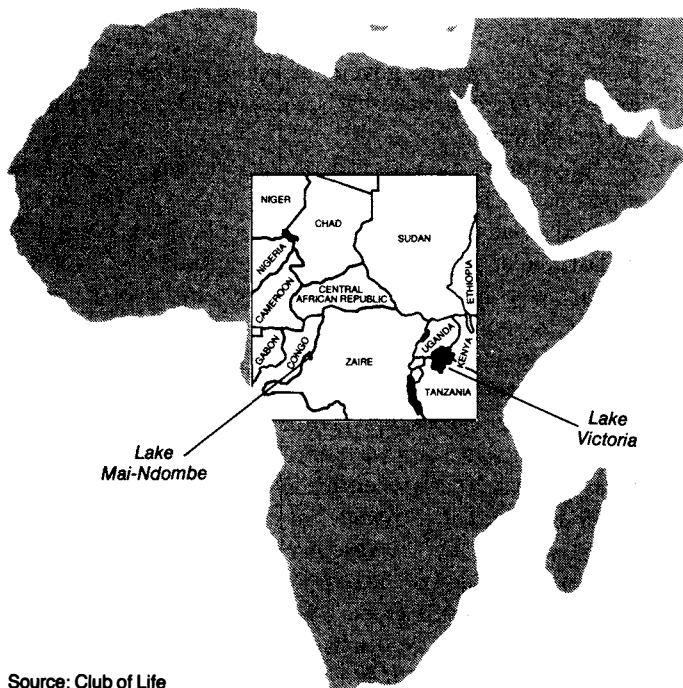 NIGER
CHAD
SUDAN
NIGERIA
ETHIOPIA
CAMEROON
CENTRAL
AFRICAN REPUBLIC
GABON
CONGO
ZAIRE
UGANDA
KENYA
TANZANIA
Lake
Mai-Ndombe
Lake
Victoria
Source: Club of Life